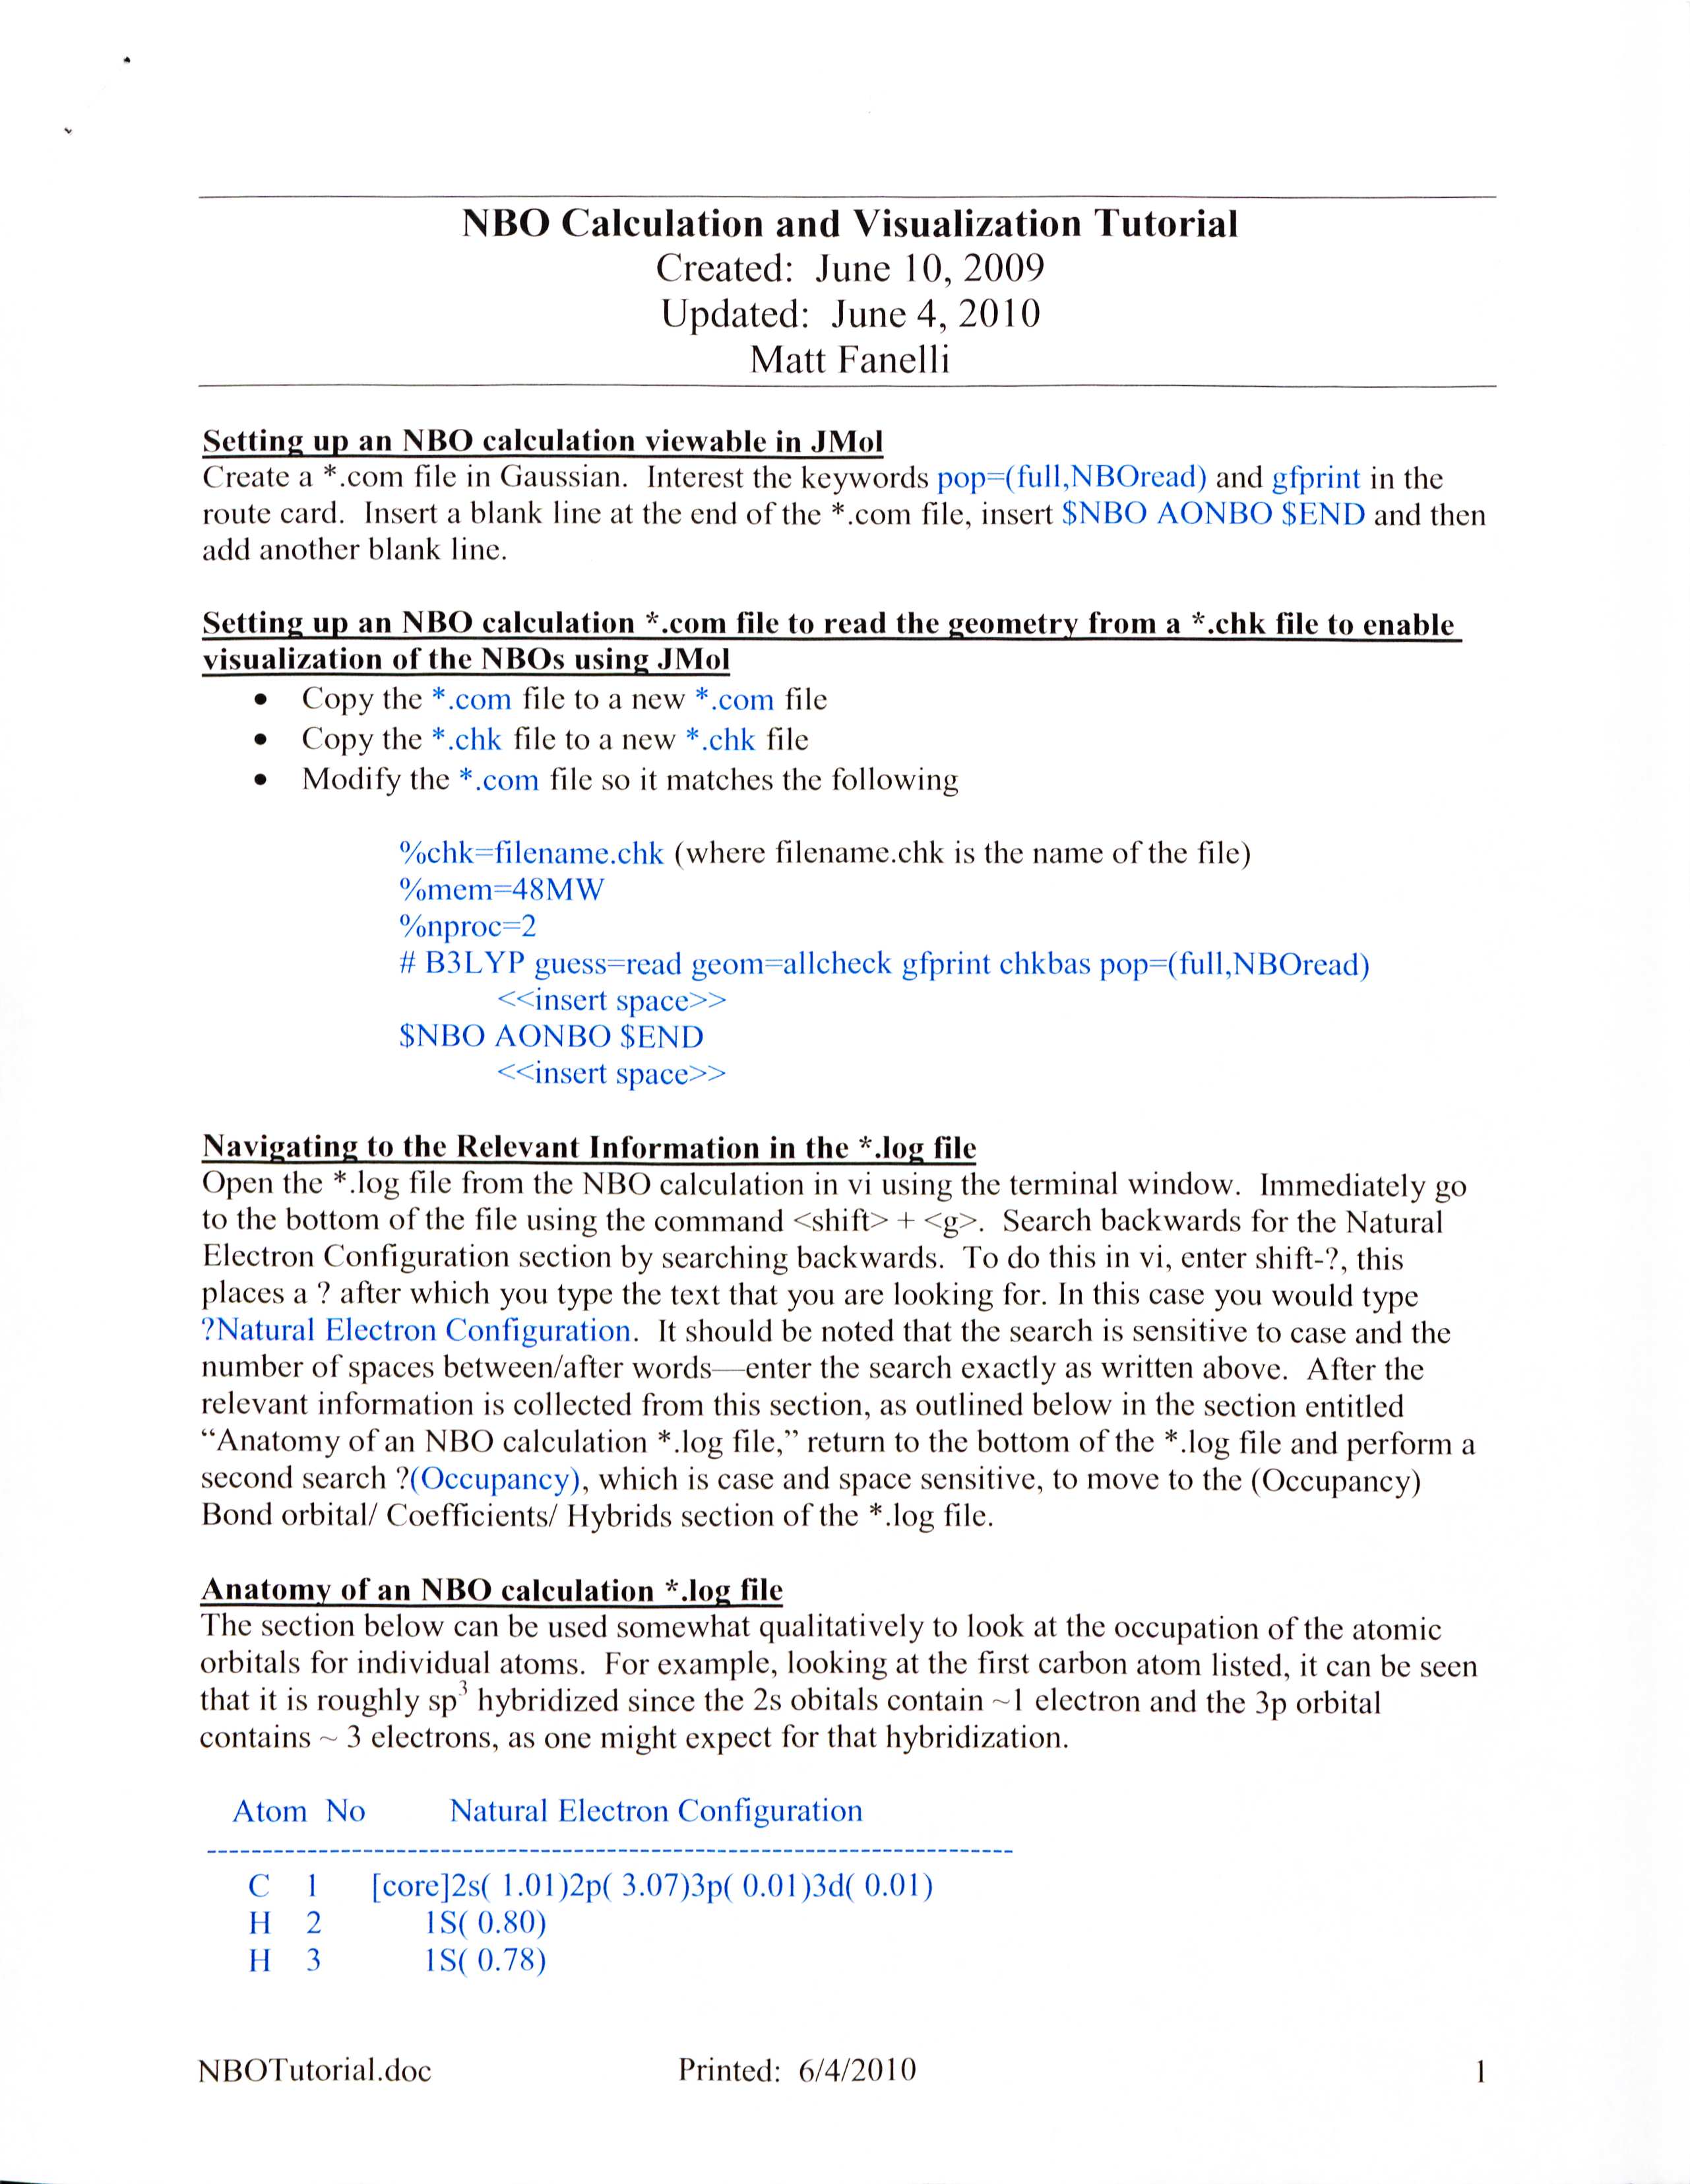 NBO Calculation and Visualization Tutorial
Created:  June 10, 2009
Updated:  June 4, 2010
Matt Fanelli
Setting up an NBO calculation viewable in JMol
Create a *.com file in Gaussian.  Interest the keywords pop=(full,NBOread) and gfprint in the
route card.  Insert a blank line at the end of the *.com file, insert $NBO AONBO $END and then
add another blank line.
Setting up an NBO calculation *.com file to read the geometry from a *.chk file to enable
visualization of the NBOs using JMol
• Copy the *.com file to a new *.com file
• Copy the *.chk file to a new *.chk file
• Modify the *.com file so it matches the following
%chk=filename.chk (where filename.chk is the name of the file)
%mem=48MW
%nproc=2
# B3LYP guess=read geom=allcheck gfprint chkbas pop=(full,NBOread)
<<insert space>>
$NBO AONBO $END
<<insert space>>
Navigating to the Relevant Information in the *.log file
Open the *.log file from the NBO calculation in vi using the terminal window.  Immediately go
to the bottom of the file using the command <shift> + <g>.  Search backwards for the Natural
Electron Configuration section by searching backwards.  To do this in vi, enter shift-?, this
places a ? after which you type the text that you are looking for. In this case you would type
?Natural Electron Configuration.  It should be noted that the search is sensitive to case and the
number of spaces between/after words—enter the search exactly as written above.  After the
relevant information is collected from this section, as outlined below in the section entitled
“Anatomy of an NBO calculation *.log file,” return to the bottom of the *.log file and perform a
second search ?(Occupancy), which is case and space sensitive, to move to the (Occupancy)
Bond orbital/ Coefficients/ Hybrids section of the *.log file.
Anatomy of an NBO calculation *.log file
The section below can be used somewhat qualitatively to look at the occupation of the atomic
orbitals for individual atoms.  For example, looking at the first carbon atom listed, it can be seen
that it is roughly sp³ hybridized since the 2s obitals contain ~1 electron and the 3p orbital
contains ~ 3 electrons, as one might expect for that hybridization.
Atom  No        Natural Electron Configuration
----------------------------------------------------------------------------
C   1     [core]2s( 1.01)2p( 3.07)3p( 0.01)3d( 0.01)
H   2          1S( 0.80)
H   3          1S( 0.78)
NBOTutorial.doc    Printed:  6/4/2010    1